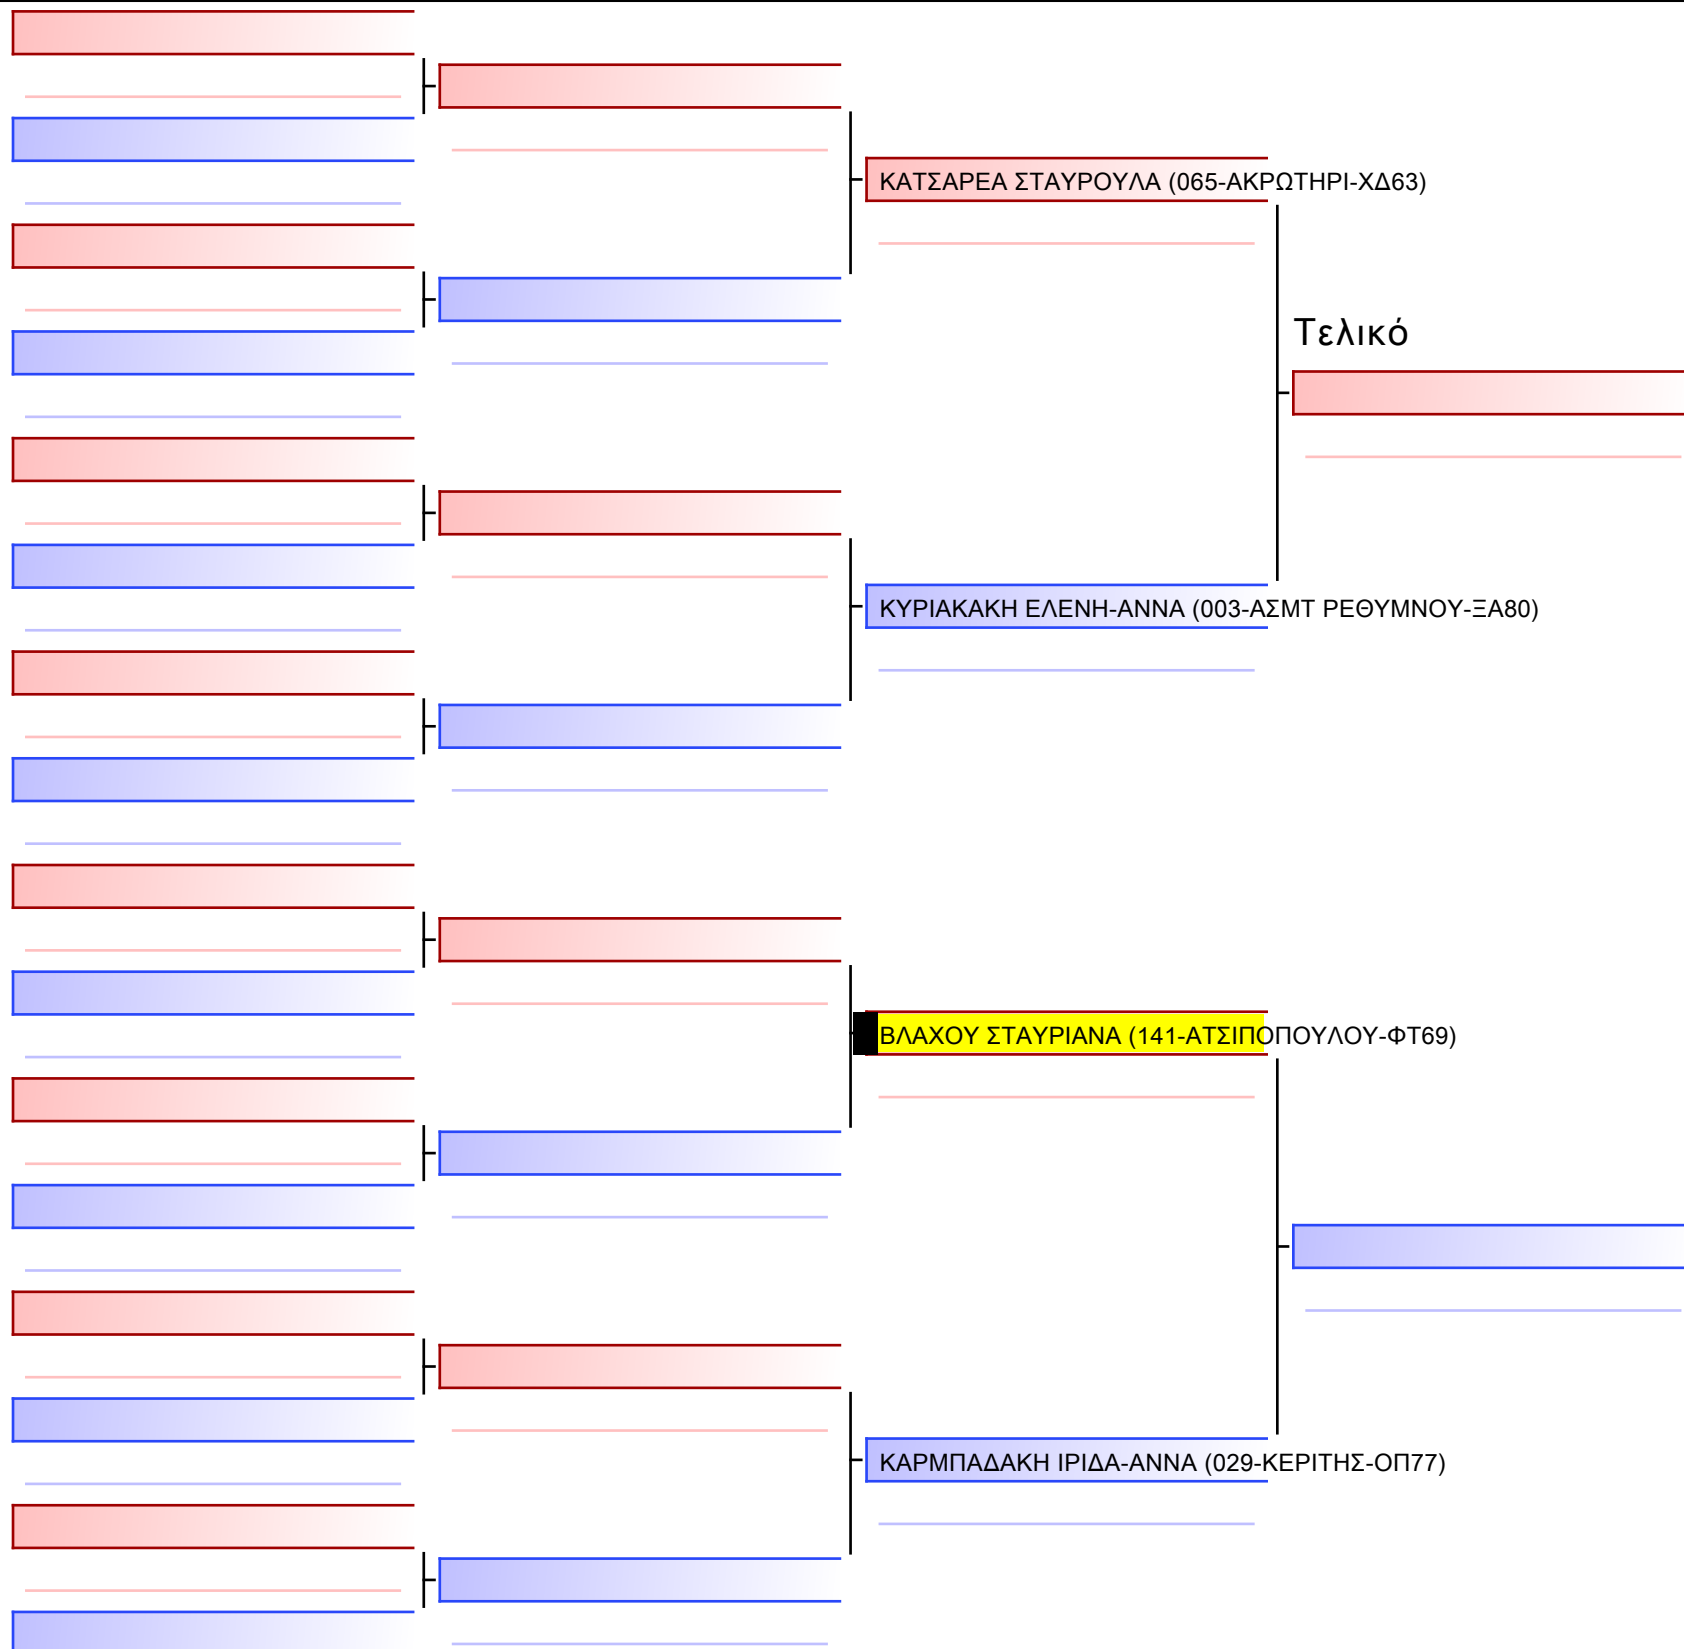 ΚΑΤΣΑΡΕΑ ΣΤΑΥΡΟΥΛΑ (065-ΑΚΡΩΤΗΡΙ-ΧΔ63)
Τελικό
ΚΥΡΙΑΚΑΚΗ ΕΛΕΝΗ-ΑΝΝΑ (003-ΑΣΜΤ ΡΕΘΥΜΝΟΥ-ΞΑ80)
ΒΛΑΧΟΥ ΣΤΑΥΡΙΑΝΑ (141-ΑΤΣΙΠΟΠΟΥΛΟΥ-ΦΤ69)
ΚΑΡΜΠΑΔΑΚΗ ΙΡΙΔΑ-ΑΝΝΑ (029-ΚΕΡΙΤΗΣ-ΟΠ77)